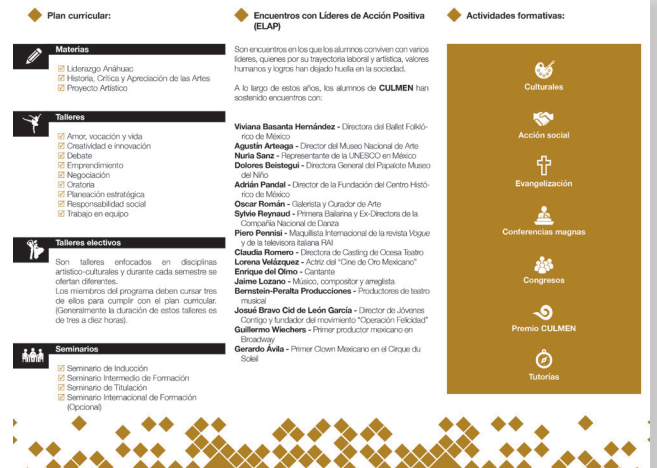 Plan curricular:
Materias
Liderazgo Anáhuac
Historia, Crítica y Apreciación de las Artes
Proyecto Artístico
Talleres
Amor, vocación y vida
Creatividad e innovación
Debate
Emprendimiento
Negociación
Oratoria
Planeación estratégica
Responsabilidad social
Trabajo en equipo
Talleres electivos
Son talleres enfocados en disciplinas
artístico-culturales y durante cada semestre se
ofertan diferentes.
Los miembros del programa deben cursar tres
de ellos para cumplir con el plan curricular.
(Generalmente la duración de estos talleres es
de tres a diez horas).
Seminarios
Seminario de Inducción
Seminario Intermedio de Formación
Seminario de Titulación
Seminario Internacional de Formación
(Opcional)
Encuentros con Líderes de Acción Positiva
(ELAP)
Son encuentros en los que los alumnos conviven con varios
líderes, quienes por su trayectoria laboral y artística, valores
humanos y logros han dejado huella en la sociedad.
A lo largo de estos años, los alumnos de CULMEN han
sostenido encuentros con:
Viviana Basanta Hernández - Directora del Ballet Folkló-
rico de México
Agustín Arteaga - Director del Museo Nacional de Arte
Nuria Sanz - Representante de la UNESCO en México
Dolores Beistegui - Directora General del Papalote Museo
del Niño
Adrián Pandal - Director de la Fundación del Centro Histó-
rico de México
Oscar Román - Galerista y Curador de Arte
Sylvie Reynaud - Primera Bailarina y Ex-Directora de la
Compañía Nacional de Danza
Piero Pennisi - Maquillista Internacional de la revista Vogue
y de la televisora italiana RAI
Claudia Romero - Directora de Casting de Ocesa Teatro
Lorena Velázquez - Actriz del "Cine de Oro Mexicano"
Enrique del Olmo - Cantante
Jaime Lozano - Músico, compositor y arreglista
Bernstein-Peralta Producciones - Productores de teatro
musical
Josué Bravo Cid de León García - Director de Jóvenes
Contigo y fundador del movimiento "Operación Felicidad"
Guillermo Wiechers - Primer productor mexicano en
Broadway
Gerardo Ávila - Primer Clown Mexicano en el Cirque du
Soleil
Actividades formativas:
Culturales
Acción social
Evangelización
Conferencias magnas
Congresos
Premio CULMEN
Tutorías